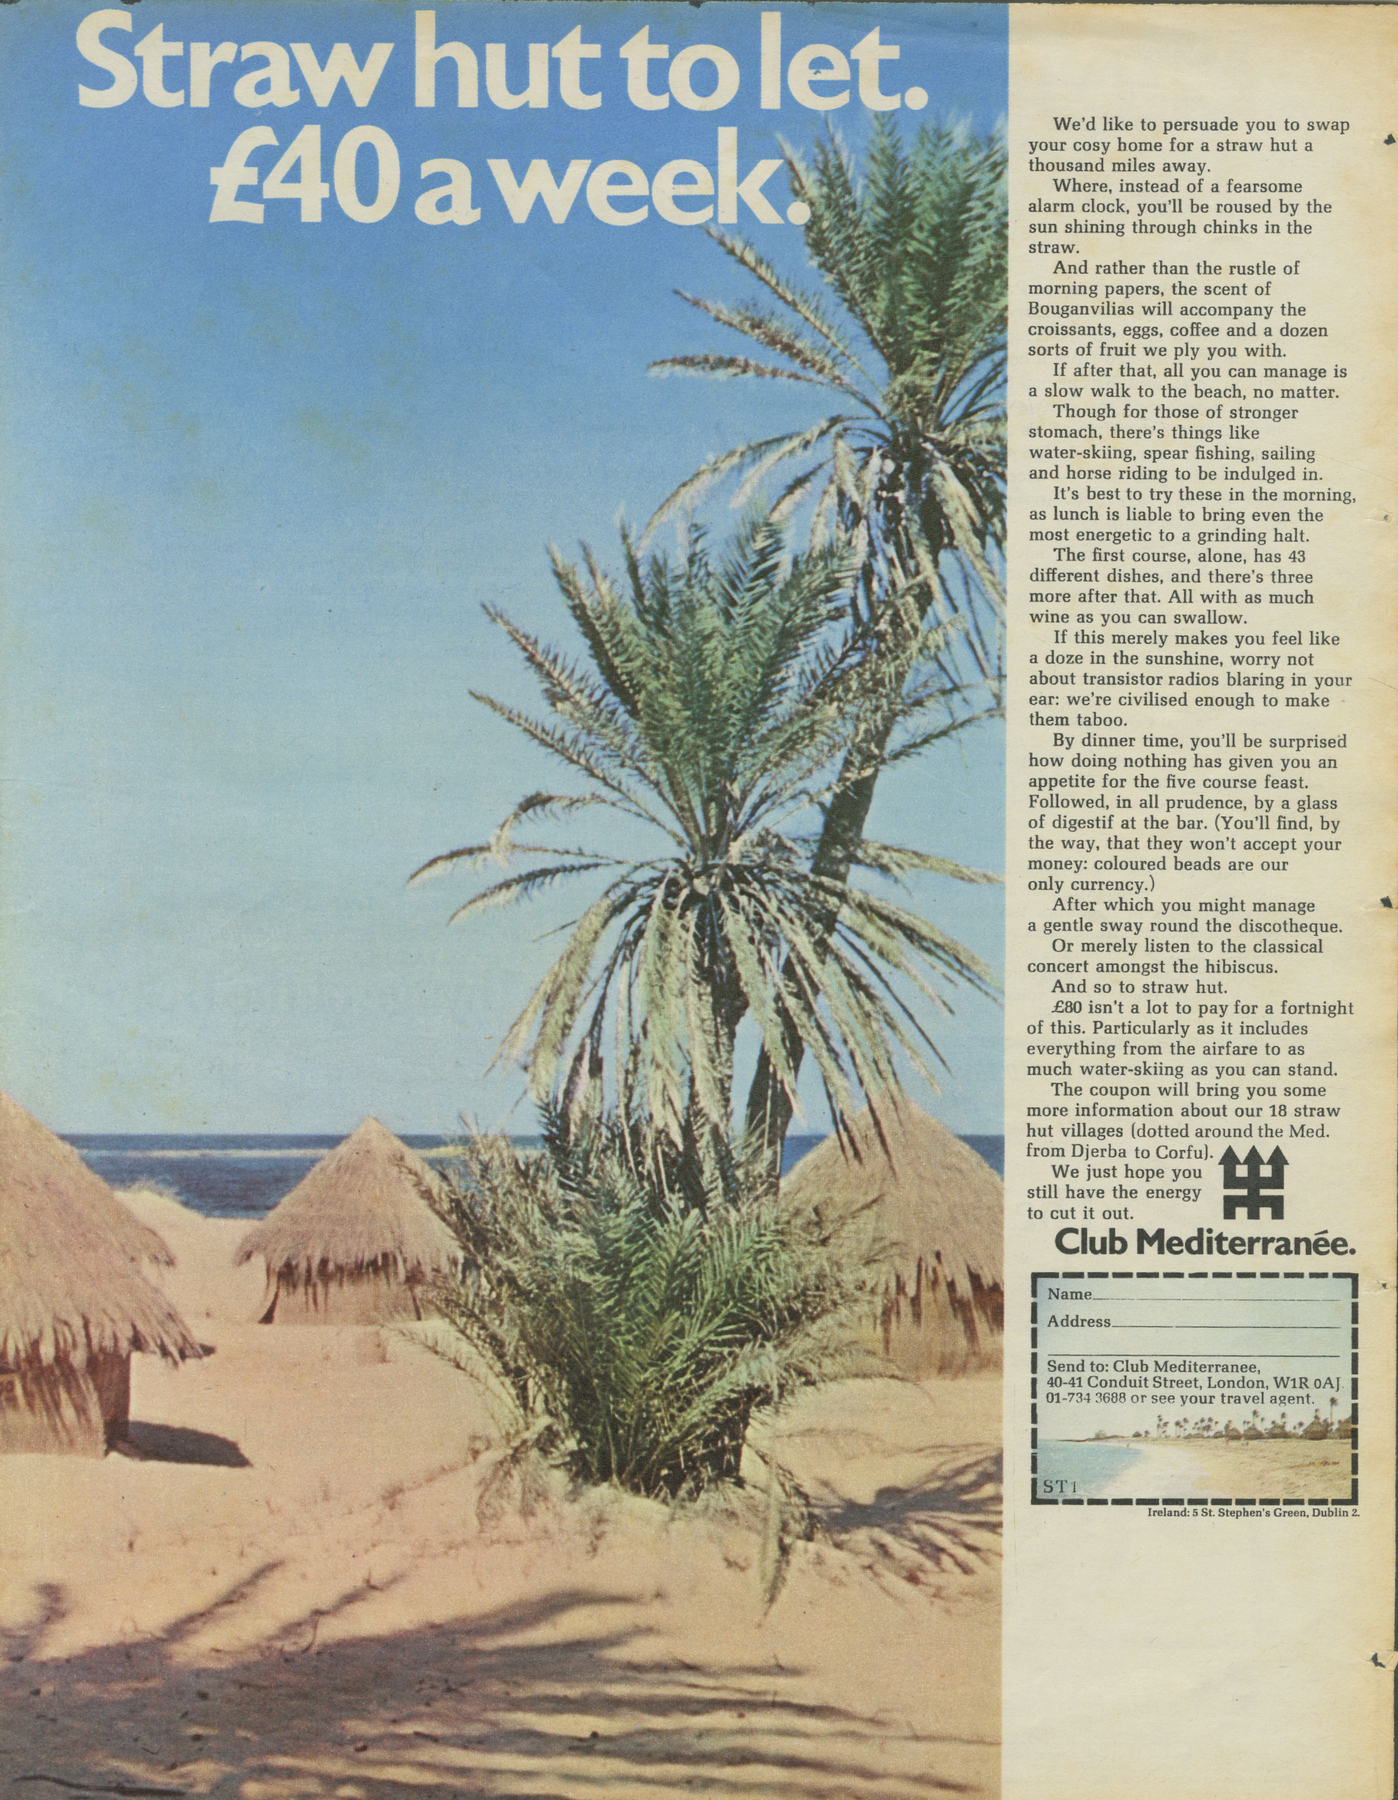 Straw hut to let.
£40 a week.
We'd like to persuade you to swap
your cosy home for a straw hut a
thousand miles away.
Where, instead of a fearsome
alarm clock, you'll be roused by the
sun shining through chinks in the
straw.
And rather than the rustle of
morning papers, the scent of
Bouganvilias will accompany the
croissants, eggs, coffee and a dozen
sorts of fruit we ply you with.
If after that, all you can manage is
a slow walk to the beach, no matter.
Though for those of stronger
stomach, there's things like
water-skiing, spear fishing, sailing
and horse riding to be indulged in.
It's best to try these in the morning,
as lunch is liable to bring even the
most energetic to a grinding halt.
The first course, alone, has 43
different dishes, and there's three
more after that. All with as much
wine as you can swallow.
If this merely makes you feel like
a doze in the sunshine, worry not
about transistor radios blaring in your
ear: we're civilised enough to make
them taboo.
By dinner time, you'll be surprised
how doing nothing has given you an
appetite for the five course feast.
Followed, in all prudence, by a glass
of digestif at the bar. (You'll find, by
the way, that they won't accept your
money: coloured beads are our
only currency.)
After which you might manage
a gentle sway round the discotheque.
Or merely listen to the classical
concert amongst the hibiscus.
And so to straw hut.
£80 isn't a lot to pay for a fortnight
of this. Particularly as it includes
everything from the airfare to as
much water-skiing as you can stand.
The coupon will bring you some
more information about our 18 straw
hut villages (dotted around the Med.
from Djerba to Corfu).
We just hope you
still have the energy
to cut it out.
Club Mediterranée.
Name
Address
Send to: Club Mediterranee,
40-41 Conduit Street, London, W1R 0AJ
01-734 3688 or see your travel agent.
ST1
Ireland: 5 St. Stephen's Green, Dublin 2.